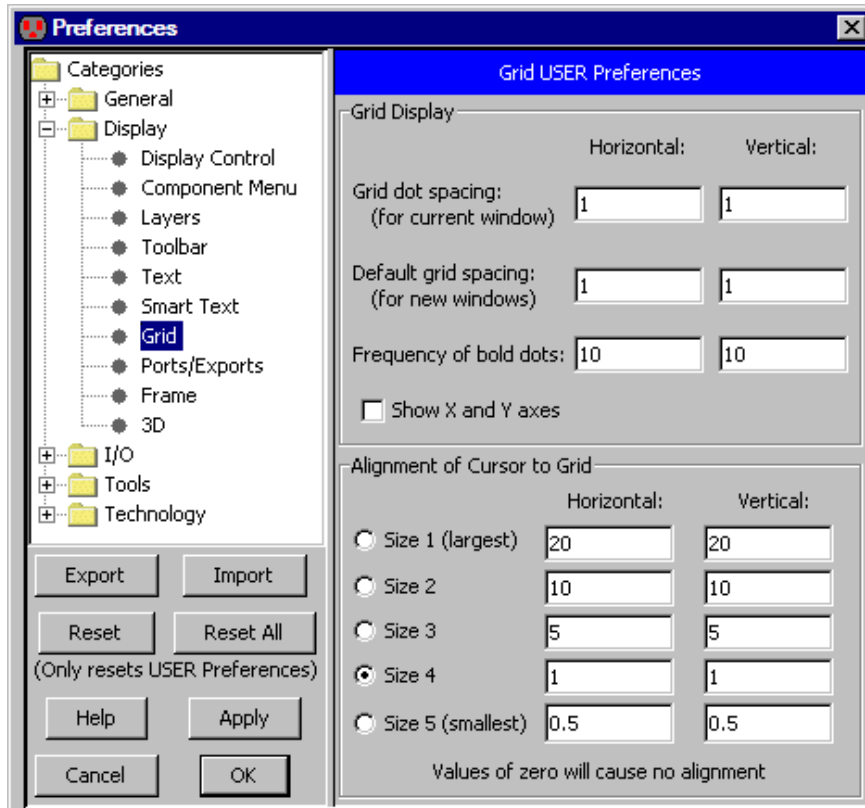 Preferences
Categories
General
Display
Display Control
Component Menu
Layers
Toolbar
Text
Smart Text
Grid
Ports/Exports
Frame
3D
I/O
Tools
Technology
Export Import
Reset Reset All
(Only resets USER Preferences)
Help Apply
Cancel OK
Grid USER Preferences
Grid Display
Horizontal: Vertical:
Grid dot spacing:
(for current window) 1 1
Default grid spacing:
(for new windows) 1 1
Frequency of bold dots: 10 10
Show X and Y axes
Alignment of Cursor to Grid
Horizontal: Vertical:
Size 1 (largest) 20 20
Size 2 10 10
Size 3 5 5
Size 4 1 1
Size 5 (smallest) 0.5 0.5
Values of zero will cause no alignment